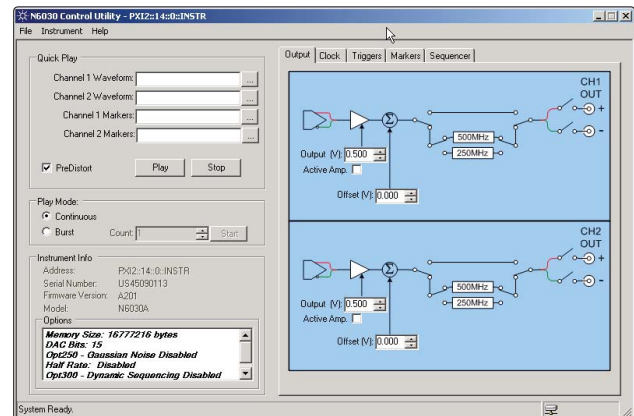 N6030 Control Utility - PXI2::14::0::INSTR
File Instrument Help
Quick Play
Channel 1 Waveform:
...
Channel 2 Waveform:
...
Channel 1 Markers:
...
Channel 2 Markers:
...
PreDistort
Play
Stop
Play Mode:
Continuous
Burst
Count: 1
Start
Instrument Info
Address: PXI2::14::0::INSTR
Serial Number: US45090113
Firmware Version: A201
Model: N6030A
Options
Memory Size: 16777216 bytes
DAC Bits: 15
Opt250 - Gaussian Noise Disabled
Half Rate: Disabled
Opt300 - Dynamic Sequencing Disabled
Output Clock Triggers Markers Sequencer
CH1
OUT
+
-
Σ
500MHz
250MHz
Output (V): 0.500
Active Amp.
Offset (V): 0.000
CH2
OUT
+
-
Σ
500MHz
250MHz
Output (V): 0.500
Active Amp.
Offset (V): 0.000
System Ready.